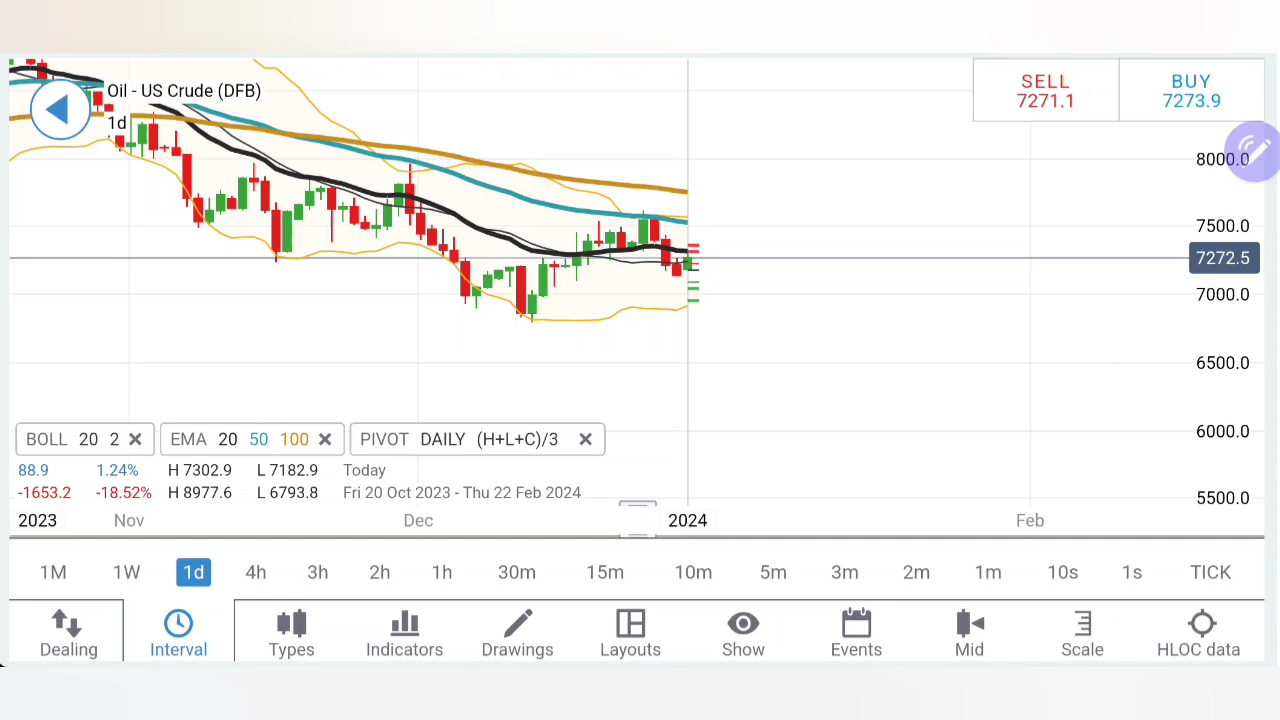 Oil - US Crude (DFB)
1d
SELL
7271.1
BUY
7273.9
8000.0
7500.0
7272.5
7000.0
6500.0
6000.0
5500.0
BOLL 20 2
EMA 20 50 100
PIVOT DAILY (H+L+C)/3
88.9 1.24% H 7302.9 L 7182.9 Today
-1653.2 -18.52% H 8977.6 L 6793.8 Fri 20 Oct 2023 - Thu 22 Feb 2024
2023 Nov Dec 2024 Feb
1M 1W 1d 4h 3h 2h 1h 30m 15m 10m 5m 3m 2m 1m 10s 1s TICK
Dealing Interval Types Indicators Drawings Layouts Show Events Mid Scale HLOC data